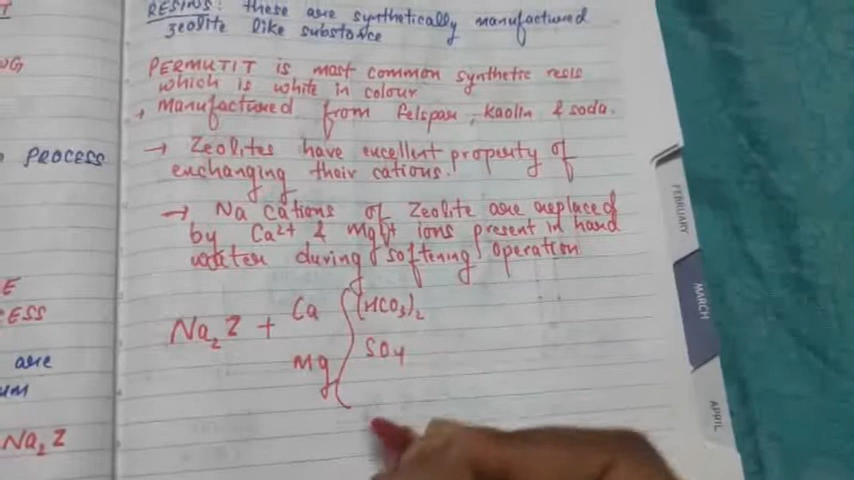 RESINS: these are synthetically manufactured
zeolite like substance
PERMUTIT is most common synthetic resis
which is white in colour
manufactured from felspar, kaolin & soda.
→ Zeolites have excellent property of
exchanging their cations.
→ Na cations of Zeolite are replaced
by Ca2+ & Mg2+ ions present in hard
water during softening operation
Na2Z + Ca (HCO3)2
Mg SO4
PROCESS
E
ESS
are
UM
Na2Z
FEBRUARY
MARCH
APRIL